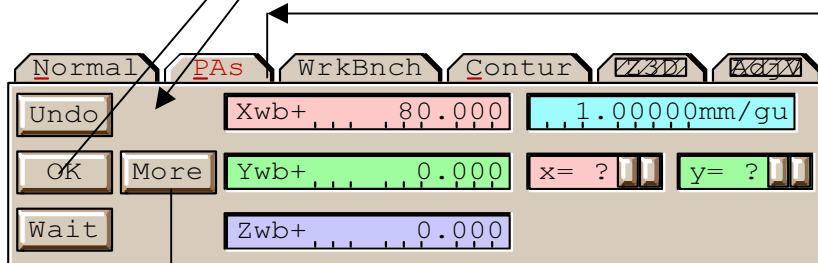 Normal PAs WrkBnch Contur Z3D AdjV
Undo Xwb+ 80.000 1.00000mm/gu
OK More Ywb+ 0.000 x= ? y= ?
Wait Zwb+ 0.000